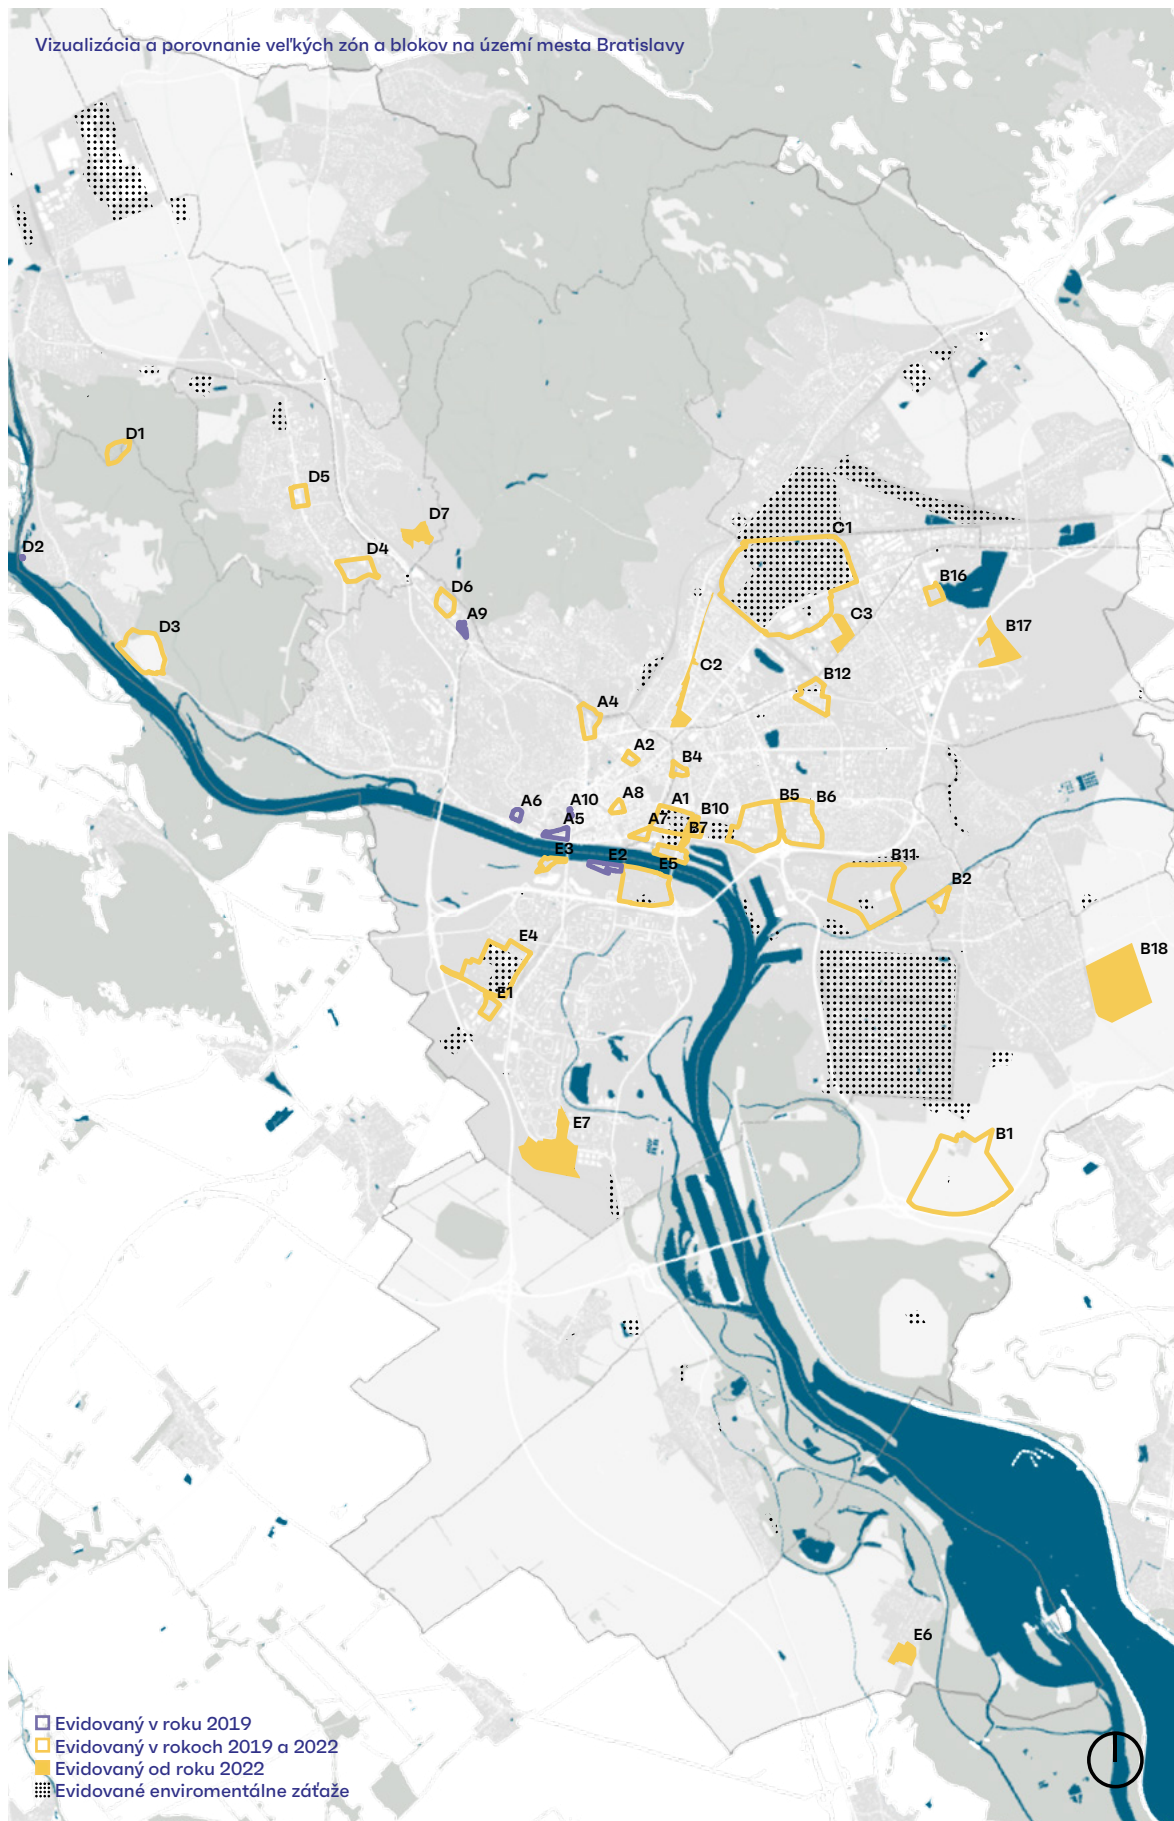 Vizualizácia a porovnanie veľkých zón a blokov na území mesta Bratislavy
D1
D5
D7
C1
D2
D4
B16
D6
A9
C3
D3
B17
C2
B12
A4
A2
B4
A6
A10
A8
A1
B10
B5
B6
A5
A7
B7
E3
E2
E5
B11
B2
E4
B18
E1
E7
B1
E6
Evidovaný v roku 2019
Evidovaný v rokoch 2019 a 2022
Evidovaný od roku 2022
Evidované enviromentálne záťaže